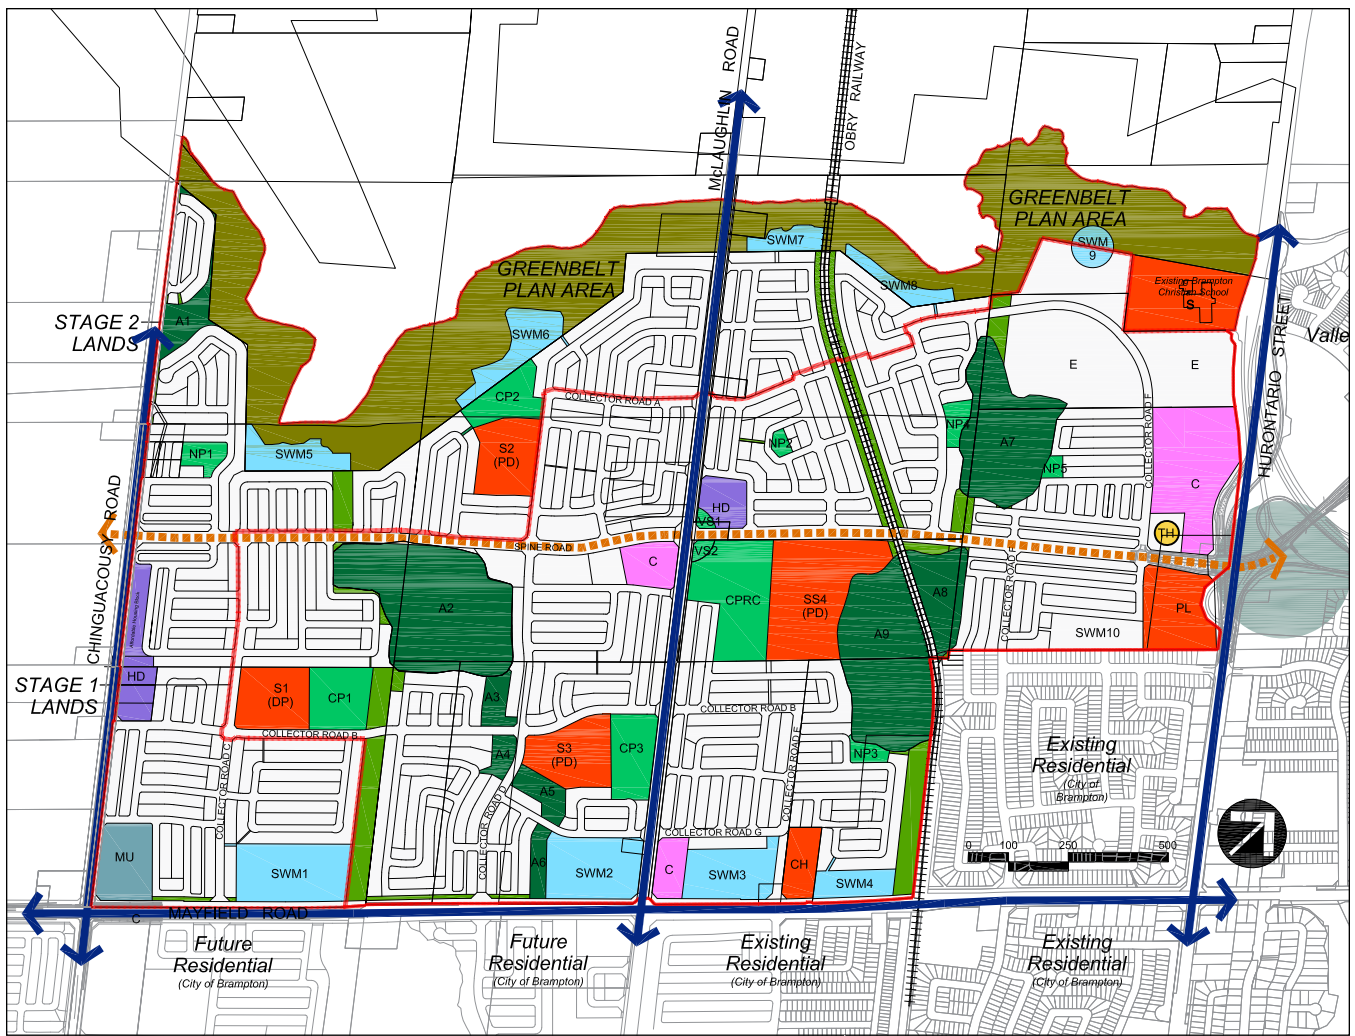 McLAUGHLIN ROAD
OBRY RAILWAY
GREENBELT
PLAN AREA
SWM
9
SWM7
SWM8
Existing Brampton
Christian School
S
GREENBELT
PLAN AREA
STAGE 2
LANDS
A1
SWM6
HURONTARIO STREET
Valle
E
E
CP2
COLLECTOR ROAD A
COLLECTOR ROAD F
NP1
SWM5
S2
(PD)
NP2
NP4
A7
NP5
C
CHINGUACOUSY ROAD
HD
VS1
TH
SPINE ROAD
VS2
C
Affordable Housing Block
A2
CPRC
SS4
(PD)
A8
A9
COLLECTOR ROAD F
SWM10
PL
STAGE 1
LANDS
HD
S1
(DP)
CP1
A3
COLLECTOR ROAD B
COLLECTOR ROAD B
COLLECTOR ROAD C
A4
S3
(PD)
CP3
COLLECTOR ROAD E
NP3
Existing
Residential
(City of
Brampton)
A5
COLLECTOR ROAD D
COLLECTOR ROAD G
0 100 250 500
MU
SWM1
A6
SWM2
C
SWM3
CH
SWM4
C
MAYFIELD ROAD
Future
Residential
(City of Brampton)
Future
Residential
(City of Brampton)
Existing
Residential
(City of Brampton)
Existing
Residential
(City of Brampton)